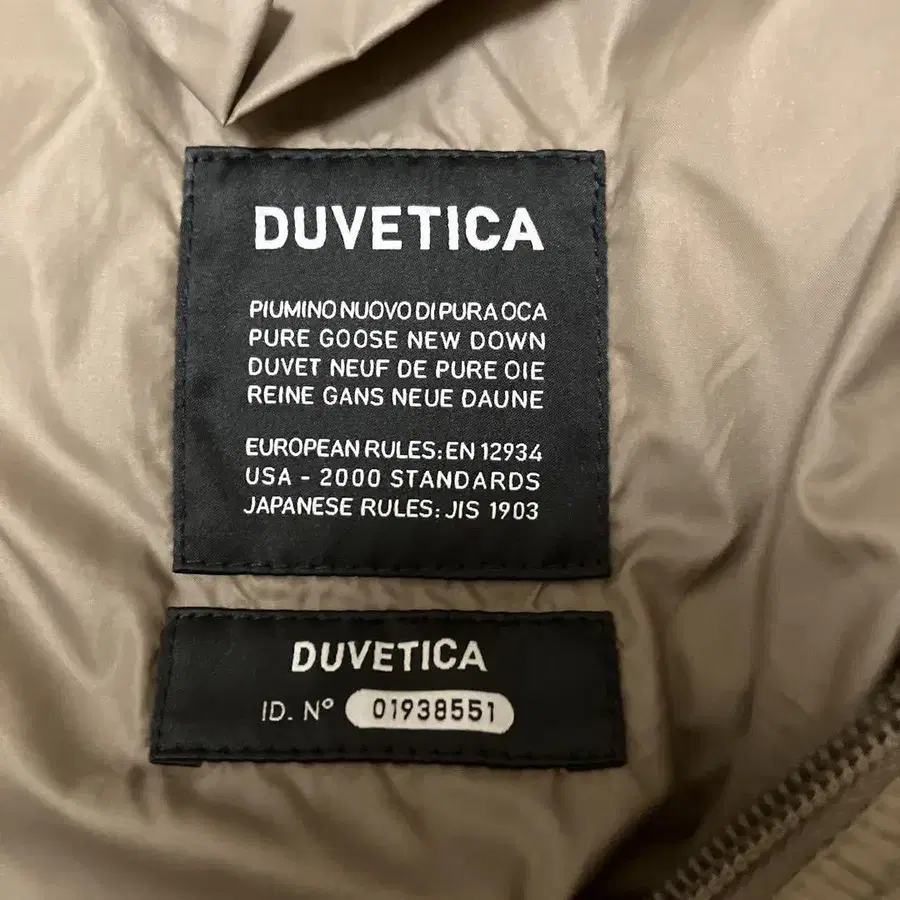 DUVETICA
PIUMINO NUOVO DI PURA OCA
PURE GOOSE NEW DOWN
DUVET NEUF DE PURE OIE
REINE GANS NEUE DAUNE
EUROPEAN RULES: EN 12934
USA - 2000 STANDARDS
JAPANESE RULES: JIS 1903
DUVETICA
ID. Nº 01938551